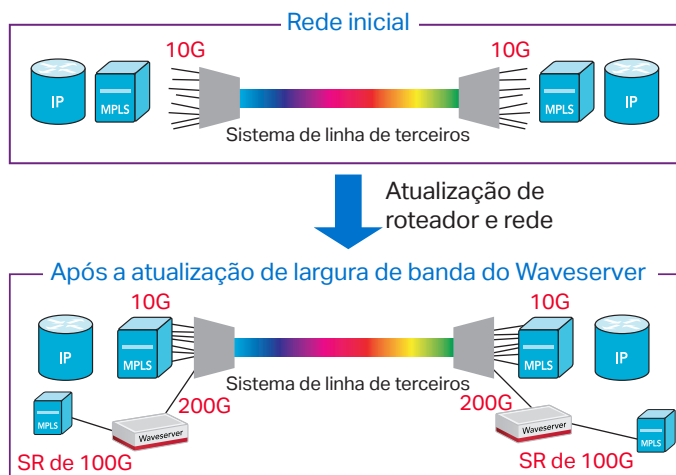 Rede inicial
10G
10G
IP
MPLS
MPLS
IP
Sistema de linha de terceiros
Atualização de
roteador e rede
Após a atualização de largura de banda do Waveserver
10G
10G
IP
MPLS
MPLS
IP
Sistema de linha de terceiros
MPLS
200G
200G
Waveserver
Waveserver
MPLS
SR de 100G
SR de 100G